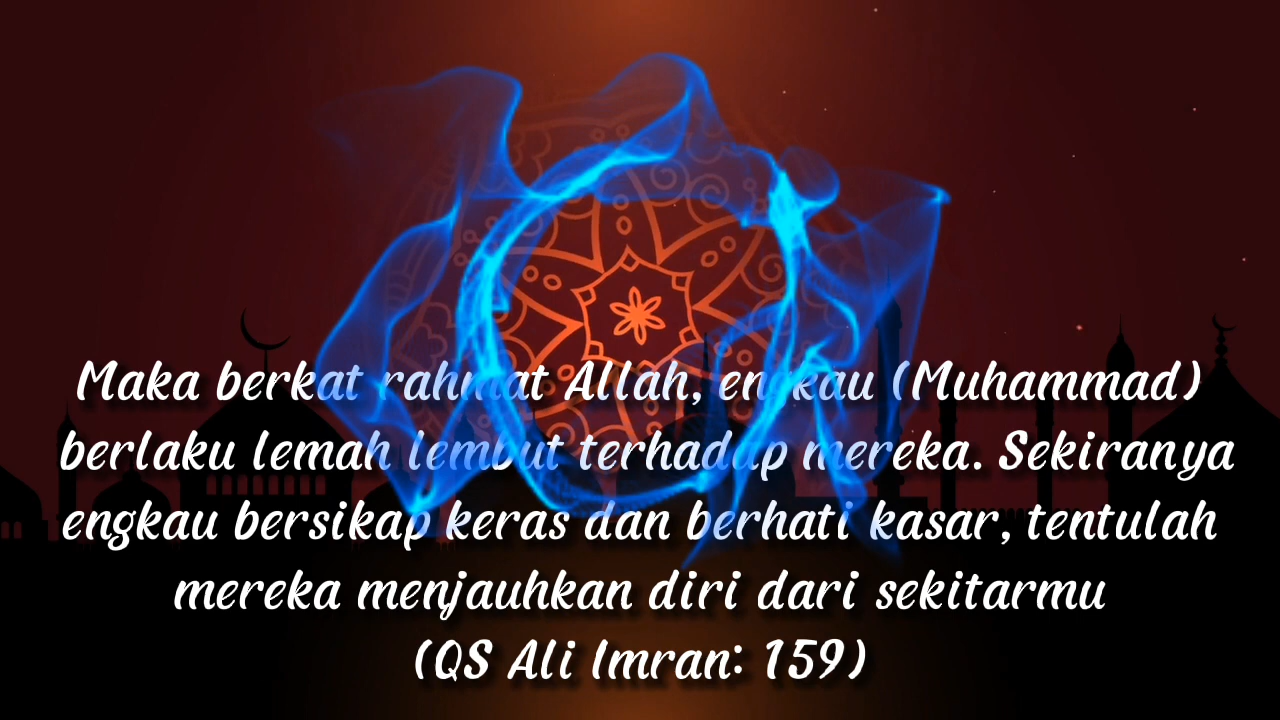 Maka berkat rahmat Allah, engkau (Muhammad)
berlaku lemah lembut terhadap mereka. Sekiranya
engkau bersikap keras dan berhati kasar, tentulah
mereka menjauhkan diri dari sekitarmu
(QS Ali Imran: 159)